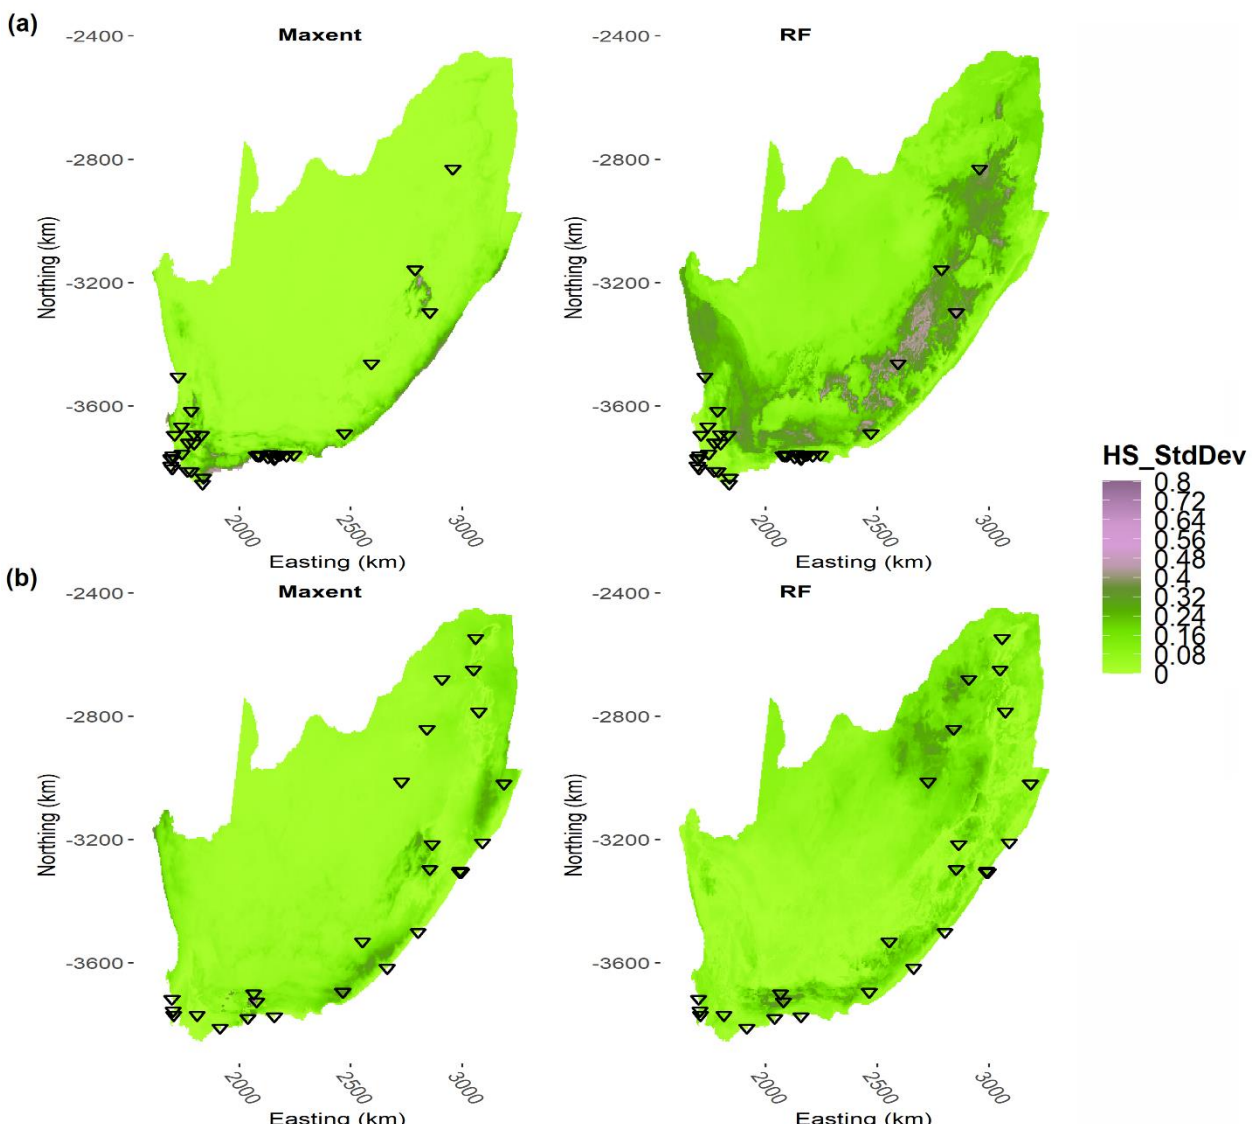 (a)
Maxent
RF
-2400
-2800
-3200
-3600
Northing (km)
2000
2500
3000
Easting (km)
-2400
-2800
-3200
-3600
Northing (km)
2000
2500
3000
Easting (km)
HS_StdDev
0.8
0.72
0.64
0.56
0.48
0.4
0.32
0.24
0.16
0.08
0
(b)
Maxent
RF
-2400
-2800
-3200
-3600
Northing (km)
2000
2500
3000
Easting (km)
-2400
-2800
-3200
-3600
Northing (km)
2000
2500
3000
Easting (km)